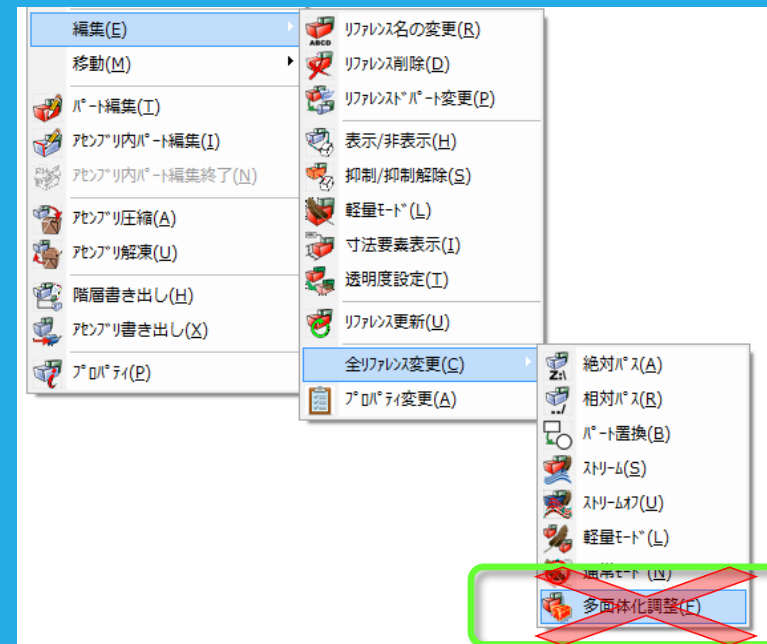 編集(E)
移動(M)
ﾊﾟｰﾄ編集(T)
ｱｾﾝﾌﾞﾘ内ﾊﾟｰﾄ編集(I)
ｱｾﾝﾌﾞﾘ内ﾊﾟｰﾄ編集終了(N)
ｱｾﾝﾌﾞﾘ圧縮(A)
ｱｾﾝﾌﾞﾘ解凍(U)
階層書き出し(H)
ｱｾﾝﾌﾞﾘ書き出し(X)
ﾌﾟﾛﾊﾟﾃｨ(P)
ABCD
ﾘﾌｧﾚﾝｽ名の変更(R)
ﾘﾌｧﾚﾝｽ削除(D)
ﾘﾌｧﾚﾝｽﾄﾞﾊﾟｰﾄ変更(P)
表示/非表示(H)
抑制/抑制解除(S)
軽量ﾓｰﾄﾞ(L)
寸法要素表示(I)
透明度設定(T)
ﾘﾌｧﾚﾝｽ更新(U)
全ﾘﾌｧﾚﾝｽ変更(C)
ﾌﾟﾛﾊﾟﾃｨ変更(A)
Z:\
絶対ﾊﾟｽ(A)
../
相対ﾊﾟｽ(R)
ﾊﾟｰﾄ置換(B)
ｽﾄﾘｰﾑ(S)
ｽﾄﾘｰﾑｵﾌ(U)
軽量ﾓｰﾄﾞ(L)
通常ﾓｰﾄﾞ(N)
多面体化調整(F)